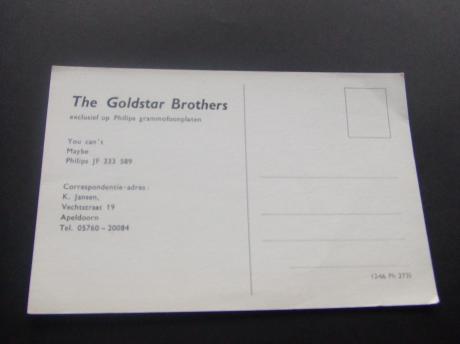 The Goldstar Brothers
exclusief op Philips grammofoonplaten
You can't
Maybe
Philips JF 333 589
Correspondentie-adres:
K. Jansen,
Vechtstraat 19
Apeldoorn
Tel. 05760-20084